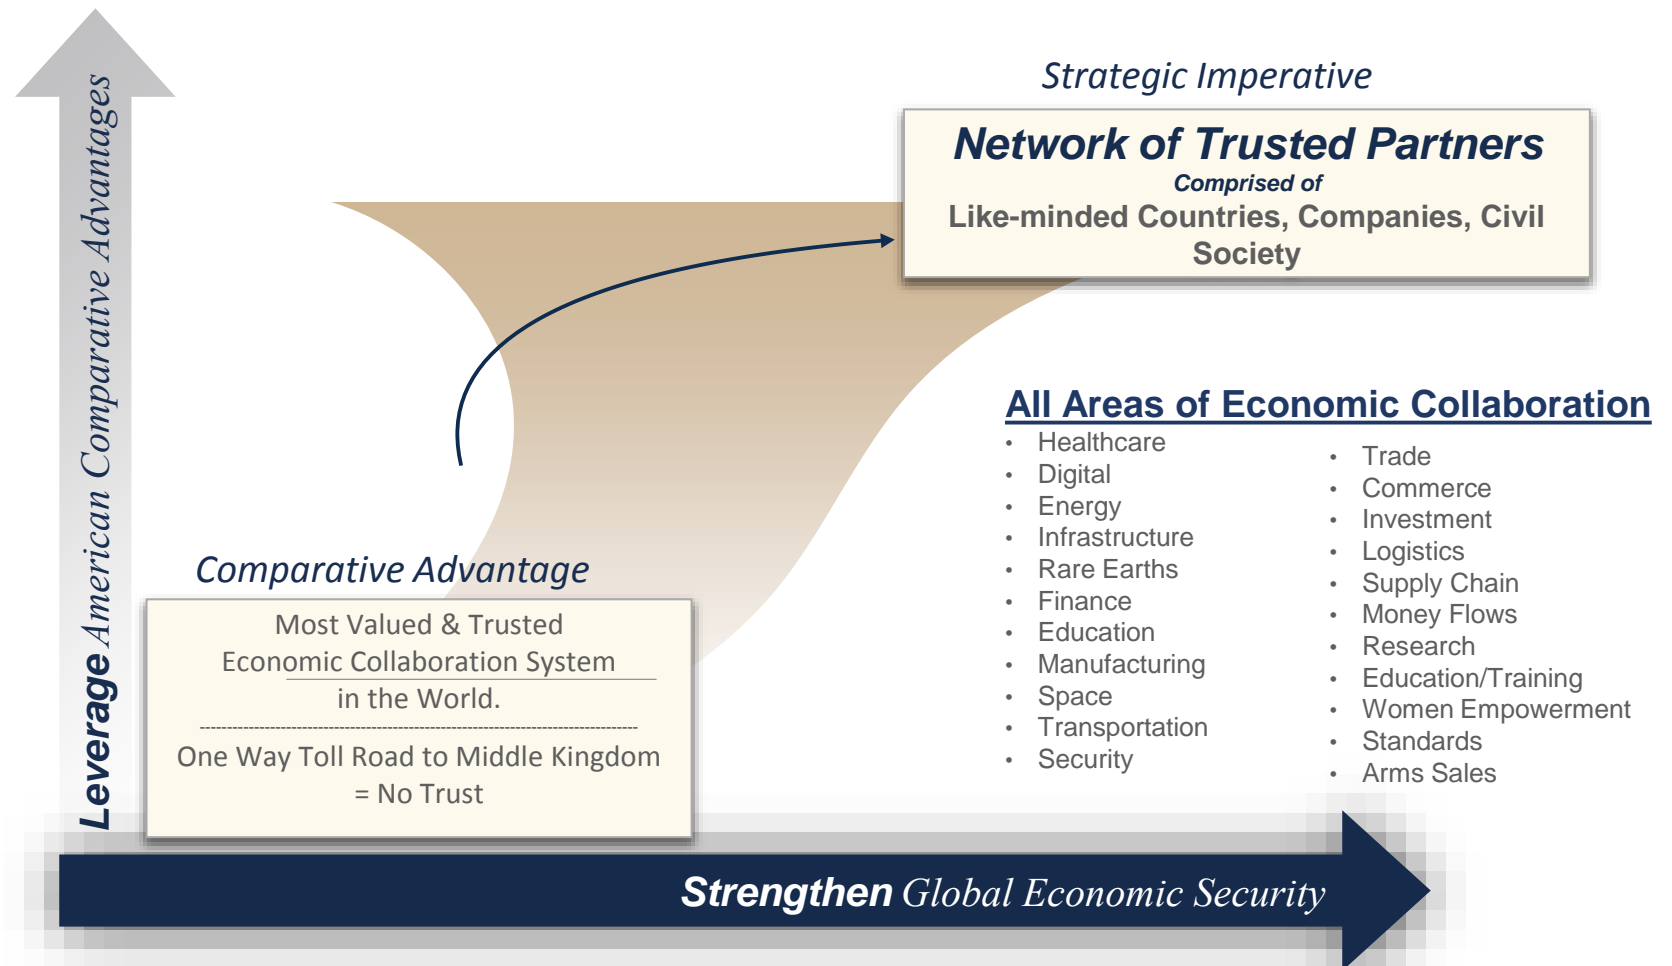 Leverage American Comparative Advantages
Strategic Imperative
Network of Trusted Partners
Comprised of
Like-minded Countries, Companies, Civil
Society
Comparative Advantage
Most Valued & Trusted
Economic Collaboration System
in the World.
--------------------------------------------------------------------------------
One Way Toll Road to Middle Kingdom
= No Trust
All Areas of Economic Collaboration
• Healthcare
• Digital
• Energy
• Infrastructure
• Rare Earths
• Finance
• Education
• Manufacturing
• Space
• Transportation
• Security
• Trade
• Commerce
• Investment
• Logistics
• Supply Chain
• Money Flows
• Research
• Education/Training
• Women Empowerment
• Standards
• Arms Sales
Strengthen Global Economic Security